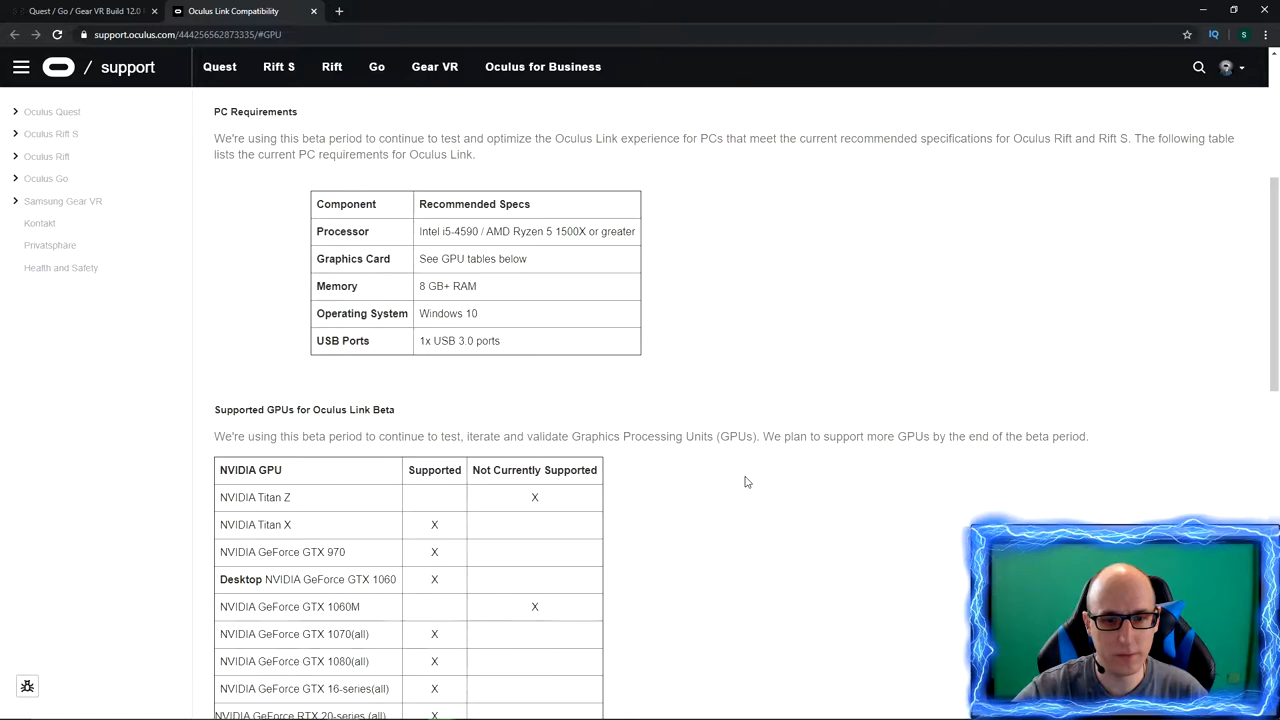 Quest / Go / Gear VR Build 12.0
Oculus Link Compatibility
support.oculus.com/444256562873335/#GPU
/ support
Quest
Rift S
Rift
Go
Gear VR
Oculus for Business
Oculus Quest
Oculus Rift S
Oculus Rift
Oculus Go
Samsung Gear VR
Kontakt
Privatsphäre
Health and Safety
PC Requirements
We're using this beta period to continue to test and optimize the Oculus Link experience for PCs that meet the current recommended specifications for Oculus Rift and Rift S. The following table
lists the current PC requirements for Oculus Link.
Component Recommended Specs
Processor Intel i5-4590 / AMD Ryzen 5 1500X or greater
Graphics Card See GPU tables below
Memory 8 GB+ RAM
Operating System Windows 10
USB Ports 1x USB 3.0 ports
Supported GPUs for Oculus Link Beta
We're using this beta period to continue to test, iterate and validate Graphics Processing Units (GPUs). We plan to support more GPUs by the end of the beta period.
NVIDIA GPU Supported Not Currently Supported
NVIDIA Titan Z X
NVIDIA Titan X X
NVIDIA GeForce GTX 970 X
Desktop NVIDIA GeForce GTX 1060 X
NVIDIA GeForce GTX 1060M X
NVIDIA GeForce GTX 1070(all) X
NVIDIA GeForce GTX 1080(all) X
NVIDIA GeForce GTX 16-series(all) X
NVIDIA GeForce RTX 20-series (all) X
IQ
S